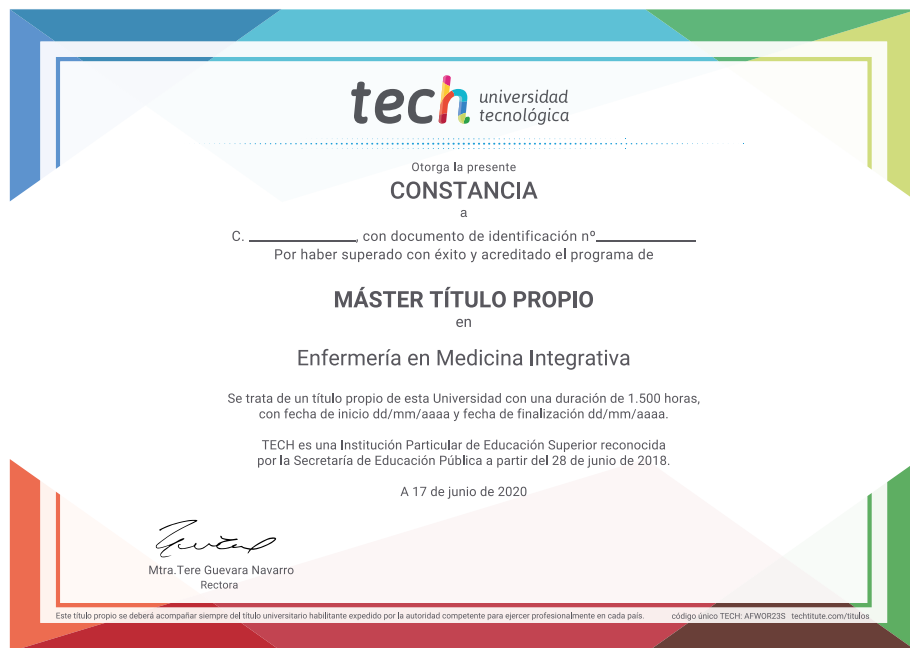 tech universidad
tecnológica
Otorga la presente
CONSTANCIA
a
C. ____________, con documento de identificación nº____________
Por haber superado con éxito y acreditado el programa de
MÁSTER TÍTULO PROPIO
en
Enfermería en Medicina Integrativa
Se trata de un título propio de esta Universidad con una duración de 1.500 horas,
con fecha de inicio dd/mm/aaaa y fecha de finalización dd/mm/aaaa.
TECH es una Institución Particular de Educación Superior reconocida
por la Secretaría de Educación Pública a partir del 28 de junio de 2018.
A 17 de junio de 2020
Mtra.Tere Guevara Navarro
Rectora
Este título propio se deberá acompañar siempre del título universitario habilitante expedido por la autoridad competente para ejercer profesionalmente en cada país. código único TECH: AFWOR23S techtitute.com/titulos